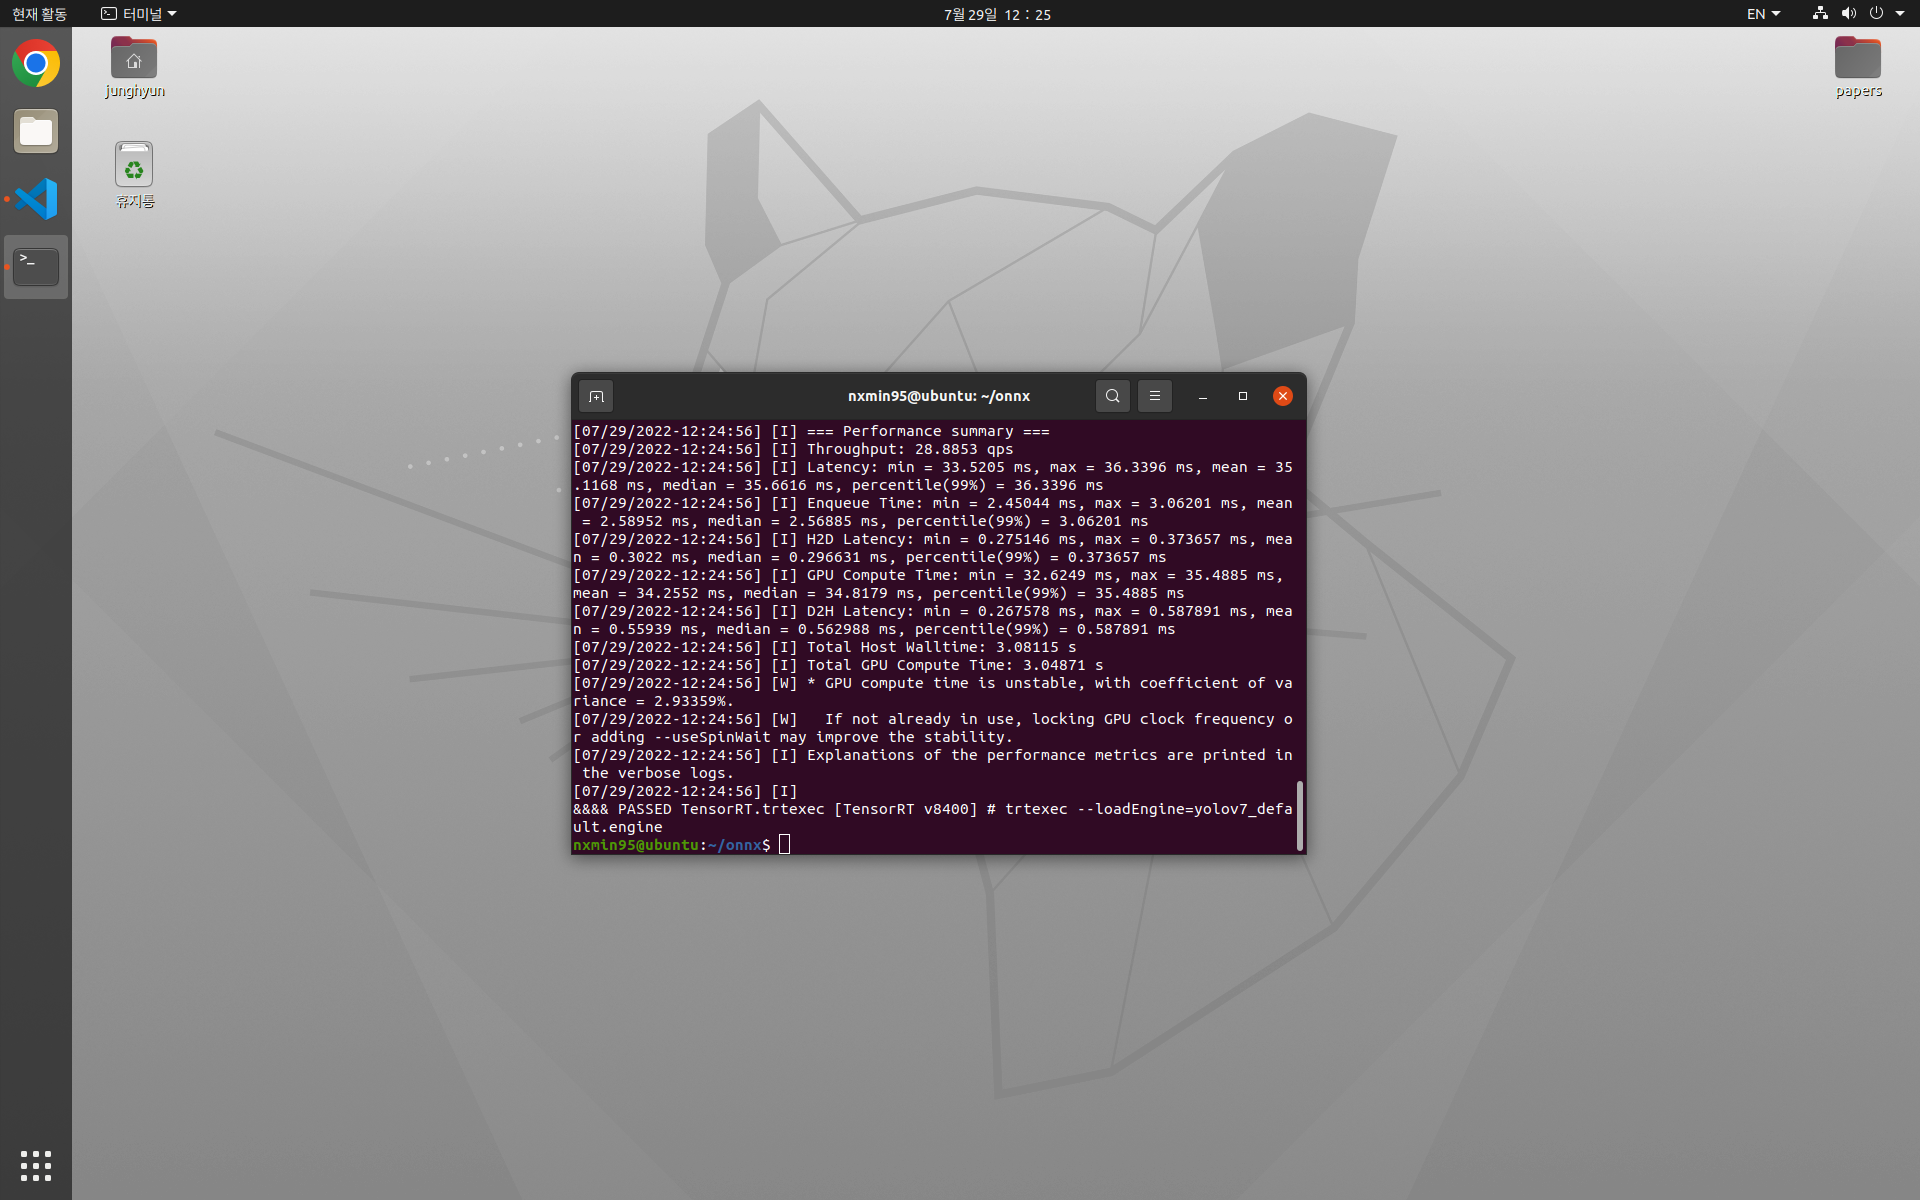 현재 활동
터미널
7월 29일 12 : 25
EN
junghyun
papers
휴지통
>_
nxmin95@ubuntu: ~/onnx
[07/29/2022-12:24:56] [I] === Performance summary ===
[07/29/2022-12:24:56] [I] Throughput: 28.8853 qps
[07/29/2022-12:24:56] [I] Latency: min = 33.5205 ms, max = 36.3396 ms, mean = 35
.1168 ms, median = 35.6616 ms, percentile(99%) = 36.3396 ms
[07/29/2022-12:24:56] [I] Enqueue Time: min = 2.45044 ms, max = 3.06201 ms, mean
 = 2.58952 ms, median = 2.56885 ms, percentile(99%) = 3.06201 ms
[07/29/2022-12:24:56] [I] H2D Latency: min = 0.275146 ms, max = 0.373657 ms, mea
n = 0.3022 ms, median = 0.296631 ms, percentile(99%) = 0.373657 ms
[07/29/2022-12:24:56] [I] GPU Compute Time: min = 32.6249 ms, max = 35.4885 ms,
mean = 34.2552 ms, median = 34.8179 ms, percentile(99%) = 35.4885 ms
[07/29/2022-12:24:56] [I] D2H Latency: min = 0.267578 ms, max = 0.587891 ms, mea
n = 0.55939 ms, median = 0.562988 ms, percentile(99%) = 0.587891 ms
[07/29/2022-12:24:56] [I] Total Host Walltime: 3.08115 s
[07/29/2022-12:24:56] [I] Total GPU Compute Time: 3.04871 s
[07/29/2022-12:24:56] [W] * GPU compute time is unstable, with coefficient of va
riance = 2.93359%.
[07/29/2022-12:24:56] [W]   If not already in use, locking GPU clock frequency o
r adding --useSpinWait may improve the stability.
[07/29/2022-12:24:56] [I] Explanations of the performance metrics are printed in
 the verbose logs.
[07/29/2022-12:24:56] [I]
&&&& PASSED TensorRT.trtexec [TensorRT v8400] # trtexec --loadEngine=yolov7_defa
ult.engine
nxmin95@ubuntu:~/onnx$